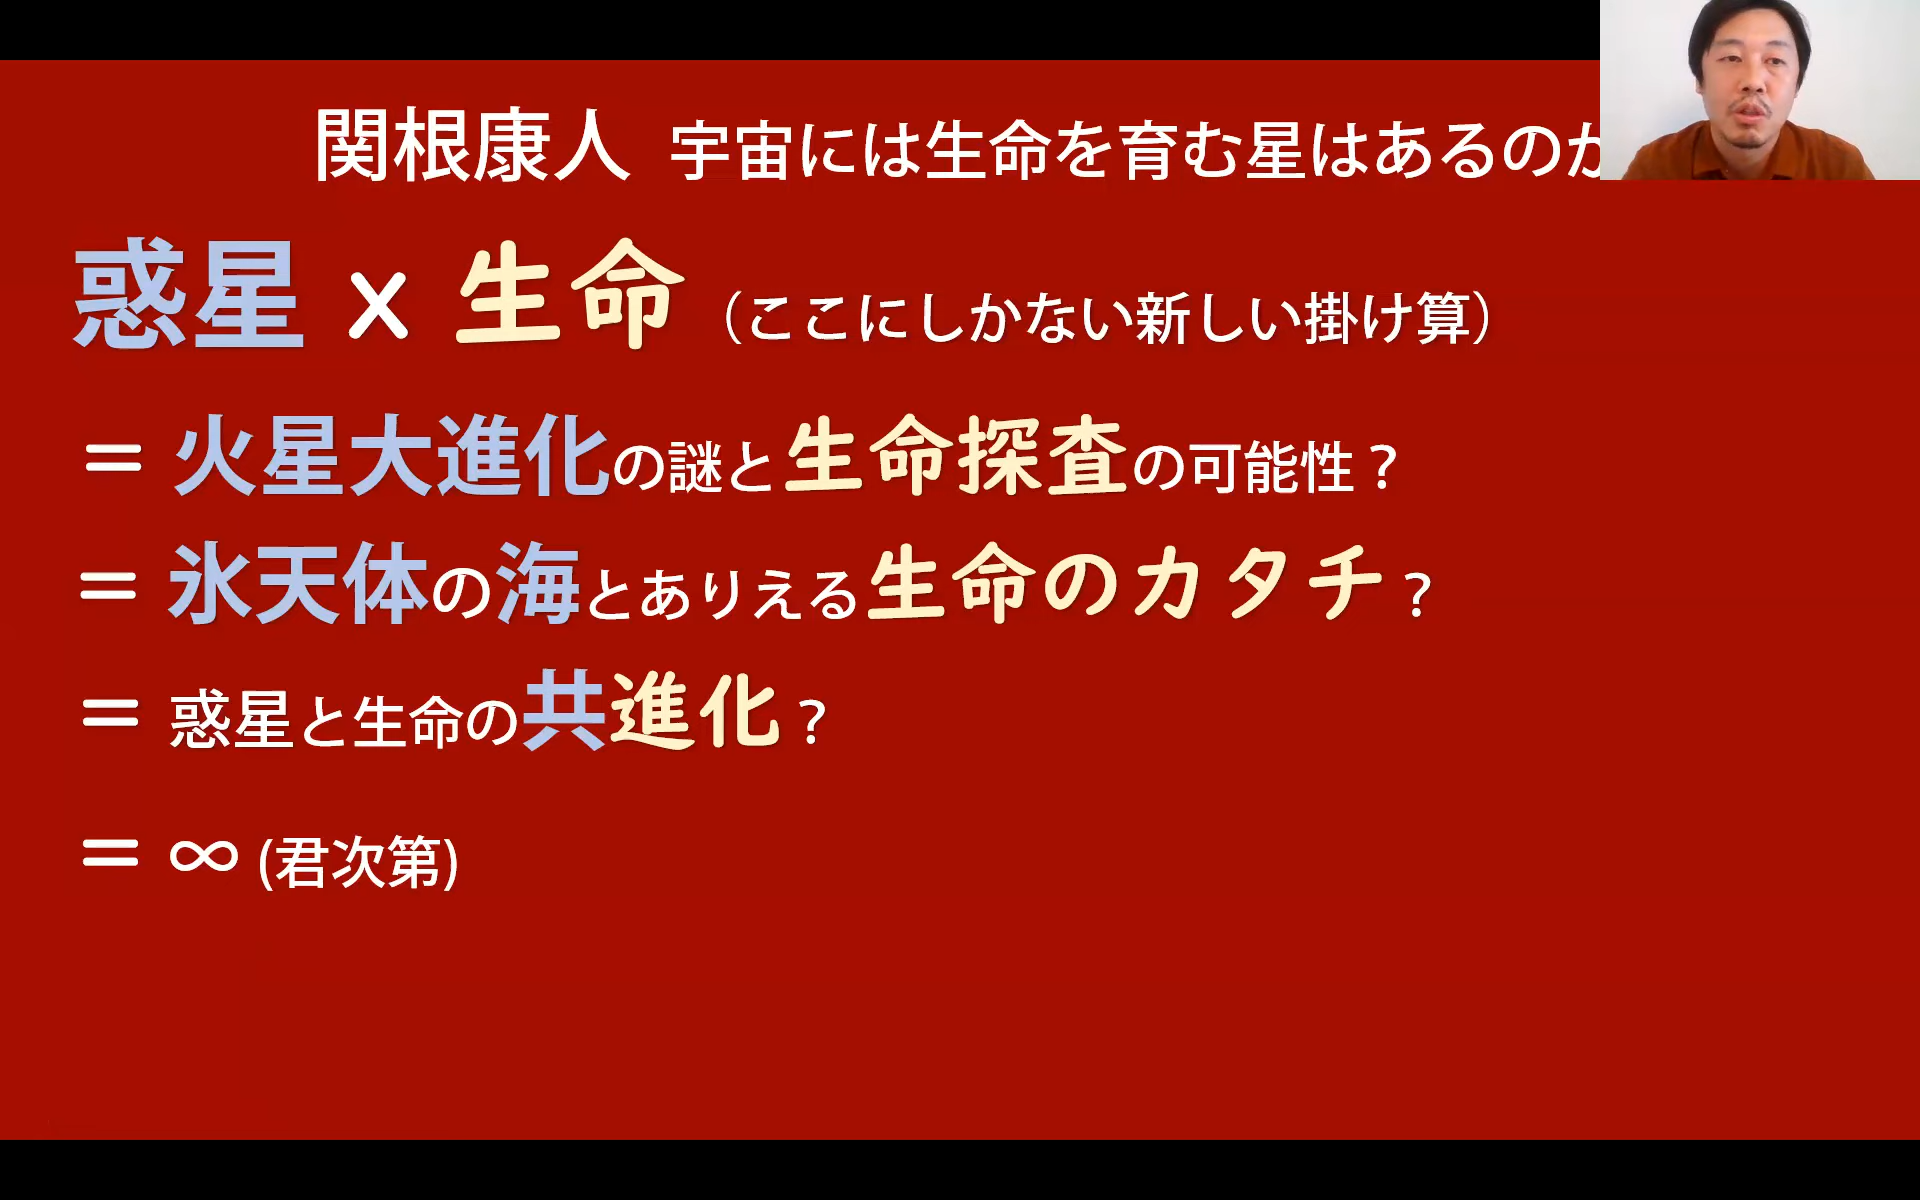 関根康人 宇宙には生命を育む星はあるのか
惑星 x 生命（ここにしかない新しい掛け算）
＝ 火星大進化の謎と生命探査の可能性？
＝ 氷天体の海とありえる生命のカタチ？
＝ 惑星と生命の共進化？
＝ ∞ (君次第)